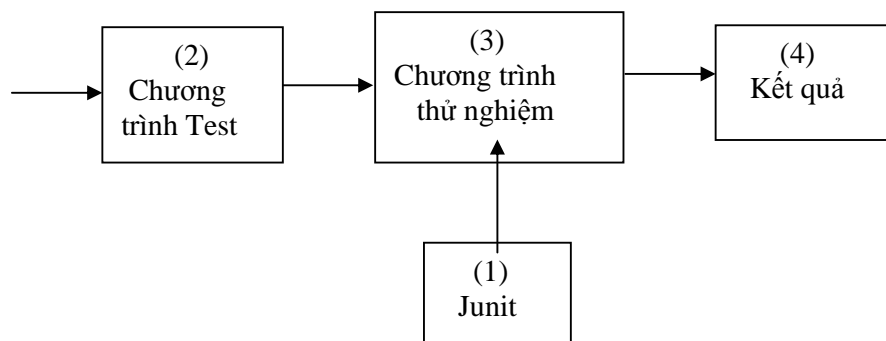 (2)
Chương
trình Test
(3)
Chương trình
thử nghiệm
(4)
Kết quả
(1)
Junit